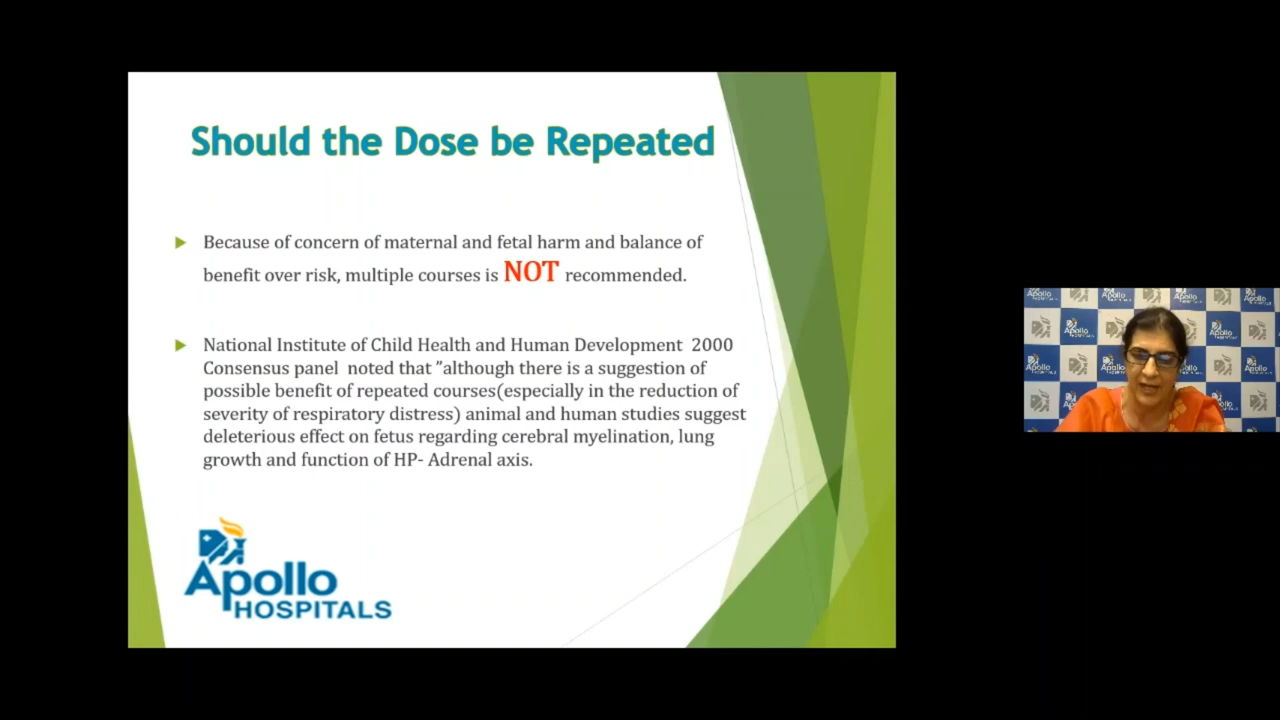 Should the Dose be Repeated
Because of concern of maternal and fetal harm and balance of
benefit over risk, multiple courses is NOT recommended.
National Institute of Child Health and Human Development 2000
Consensus panel noted that ”although there is a suggestion of
possible benefit of repeated courses(especially in the reduction of
severity of respiratory distress) animal and human studies suggest
deleterious effect on fetus regarding cerebral myelination, lung
growth and function of HP- Adrenal axis.
Apollo
HOSPITALS